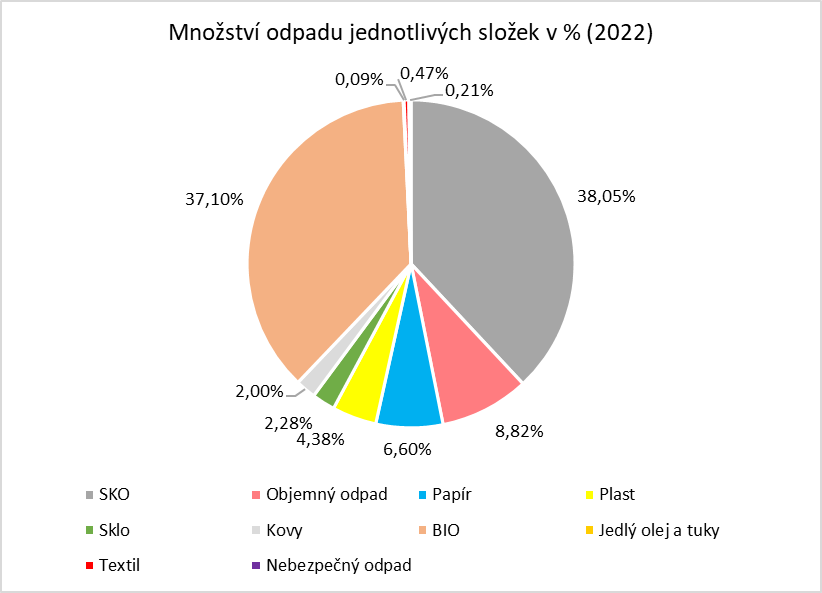 Množství odpadu jednotlivých složek v % (2022)
0,09%
0,47%
0,21%
37,10%
38,05%
2,00%
2,28%
4,38%
6,60%
8,82%
SKO
Objemný odpad
Papír
Plast
Sklo
Kovy
BIO
Jedlý olej a tuky
Textil
Nebezpečný odpad